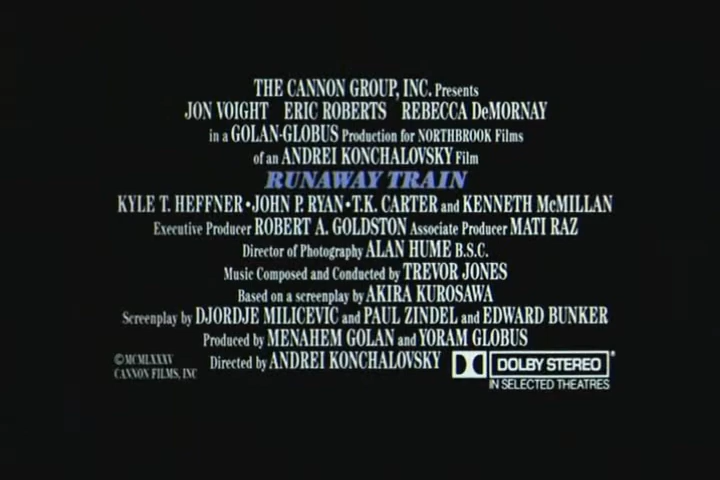 THE CANNON GROUP, INC. Presents
JON VOIGHT ERIC ROBERTS REBECCA DeMORNAY
in a GOLAN-GLOBUS Production for NORTHBROOK Films
of an ANDREI KONCHALOVSKY Film
RUNAWAY TRAIN
KYLE T. HEFFNER • JOHN P. RYAN • T.K. CARTER and KENNETH McMILLAN
Executive Producer ROBERT A. GOLDSTON Associate Producer MATI RAZ
Director of Photography ALAN HUME B.S.C.
Music Composed and Conducted by TREVOR JONES
Based on a screenplay by AKIRA KUROSAWA
Screenplay by DJORDJE MILICEVIC and PAUL ZINDEL and EDWARD BUNKER
Produced by MENAHEM GOLAN and YORAM GLOBUS
Directed by ANDREI KONCHALOVSKY
© MCMLXXXV
CANNON FILMS, INC
DOLBY STEREO
IN SELECTED THEATRES